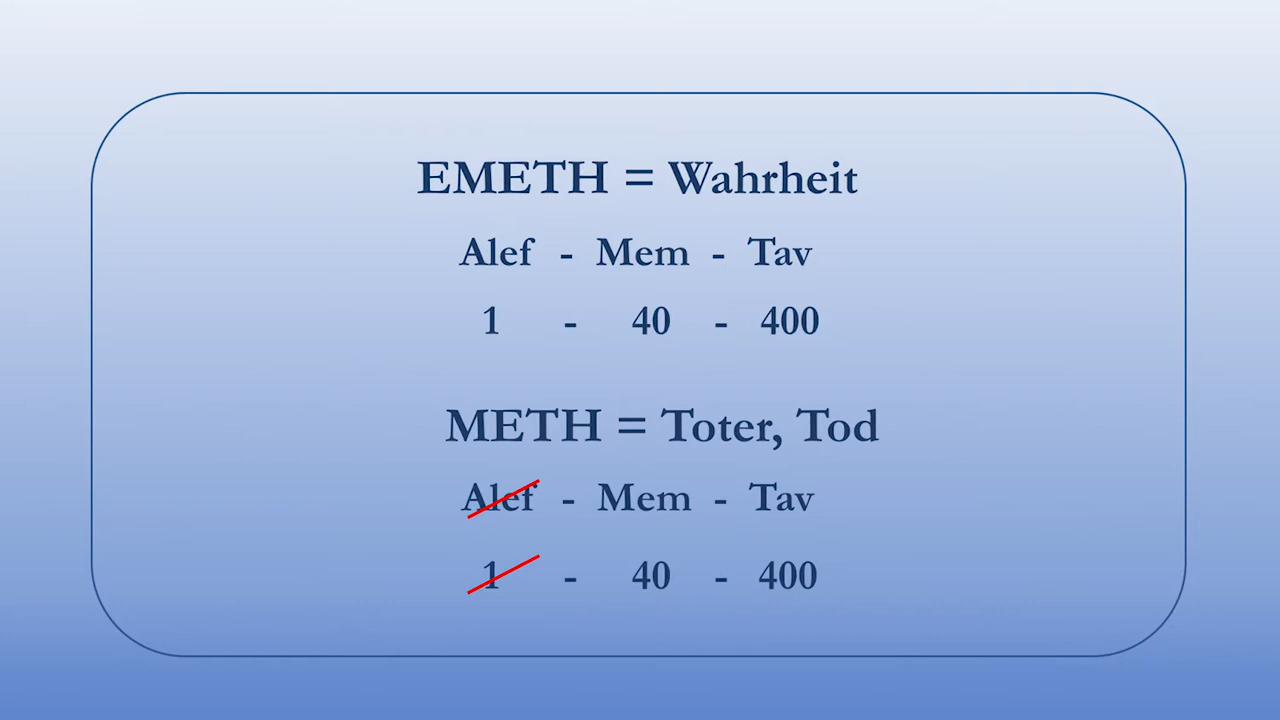 EMETH = Wahrheit
Alef - Mem - Tav
1 - 40 - 400
METH = Toter, Tod
Alef - Mem - Tav
1 - 40 - 400